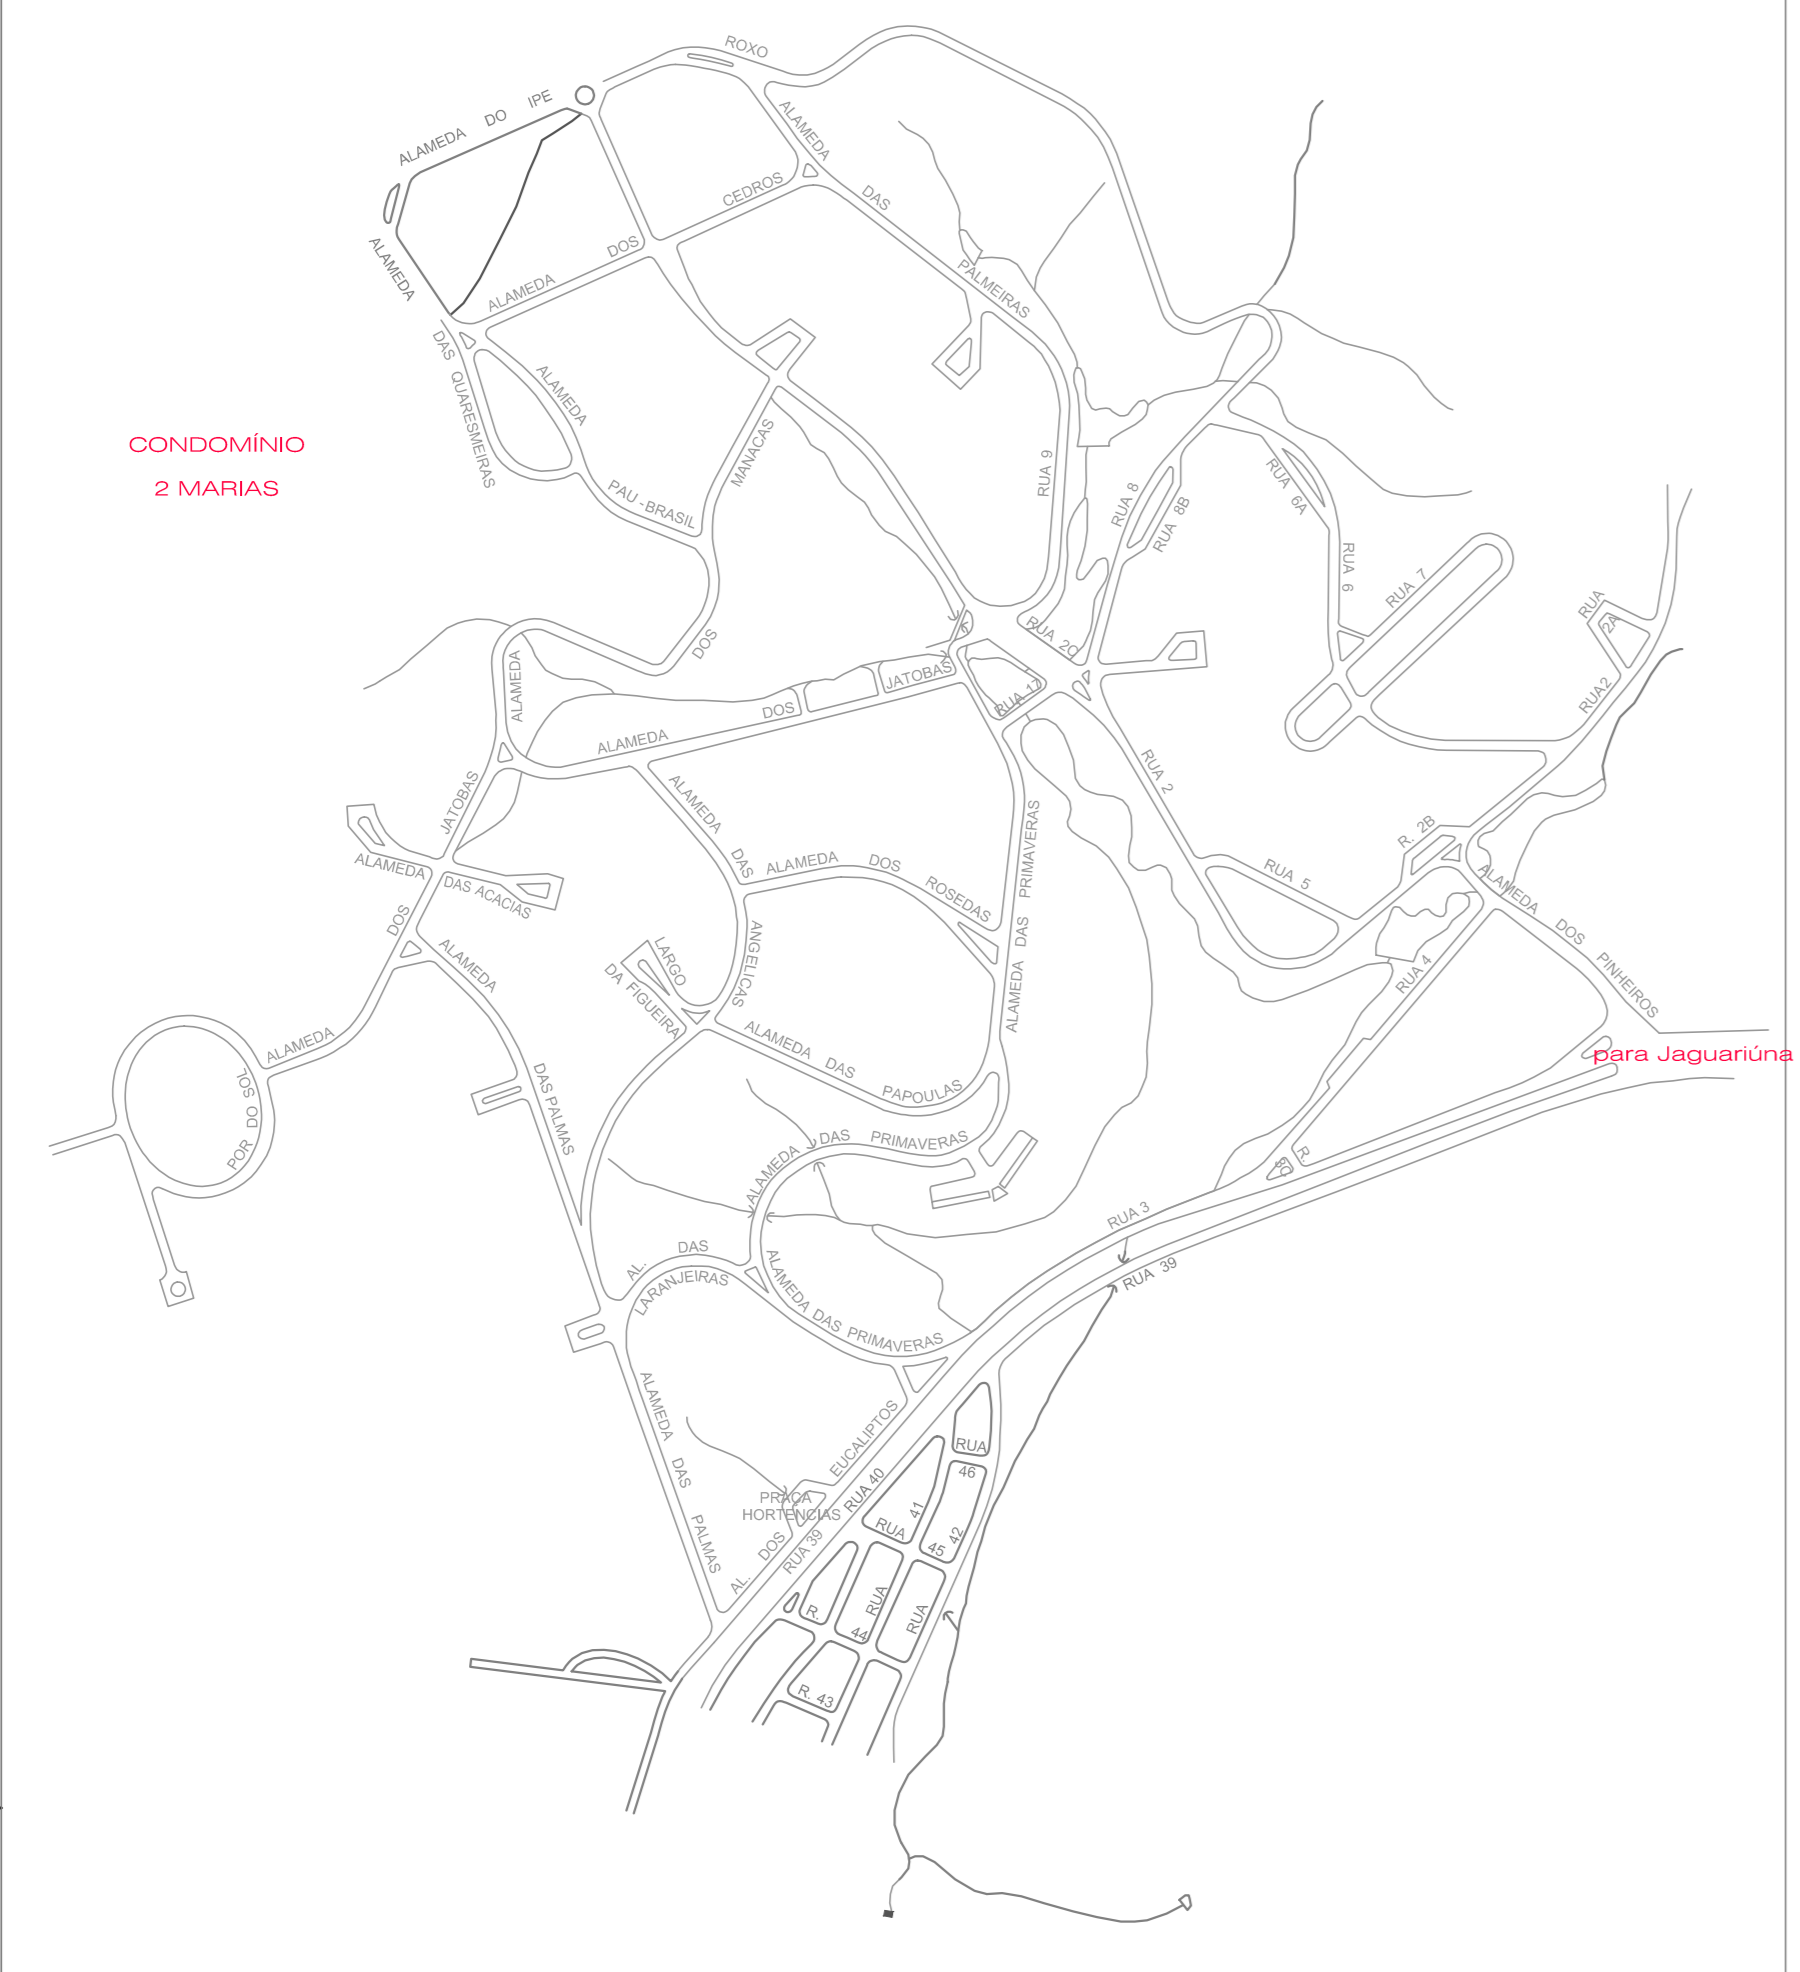 ROXO
ALAMEDA DO IPE
ALAMEDA
DAS
PALMEIRAS
ALAMEDA
DOS
CEDROS
ALAMEDA
DAS QUARESMEIRAS
ALAMEDA
PAU-BRASIL
CONDOMÍNIO
2 MARIAS
MANACAS
DOS
ALAMEDA
RUA 9
RUA 8
RUA 8B
RUA 6A
RUA 6
RUA 7
RUA
2A
RUA2
RUA 2C
RUA 17
JATOBAS
DOS
ALAMEDA
RUA 2
R. 2B
RUA 5
ALAMEDA
DOS
PINHEIROS
RUA 4
para Jaguariúna
JATOBAS
ALAMEDA
DAS ACACIAS
DOS
ALAMEDA
POR
DO SOL
ALAMEDA
DAS PALMAS
ALAMEDA
DAS
ANGELICAS
ALAMEDA DOS
ROSEDAS
LARGO
DA FIGUEIRA
ALAMEDA DAS
PAPOULAS
ALAMEDA DAS PRIMAVERAS
ALAMEDA
DAS PRIMAVERAS
R.
8C
RUA 3
RUA 39
AL.
DAS
LARANJEIRAS
ALAMEDA DAS PRIMAVERAS
ALAMEDA
DAS
PALMAS
EUCALIPTOS
PRAÇA
HORTENCIAS
DOS
AL.
RUA 40
RUA 39
RUA
46
41
RUA
42
45
RUA
RUA
R.
44
R. 43